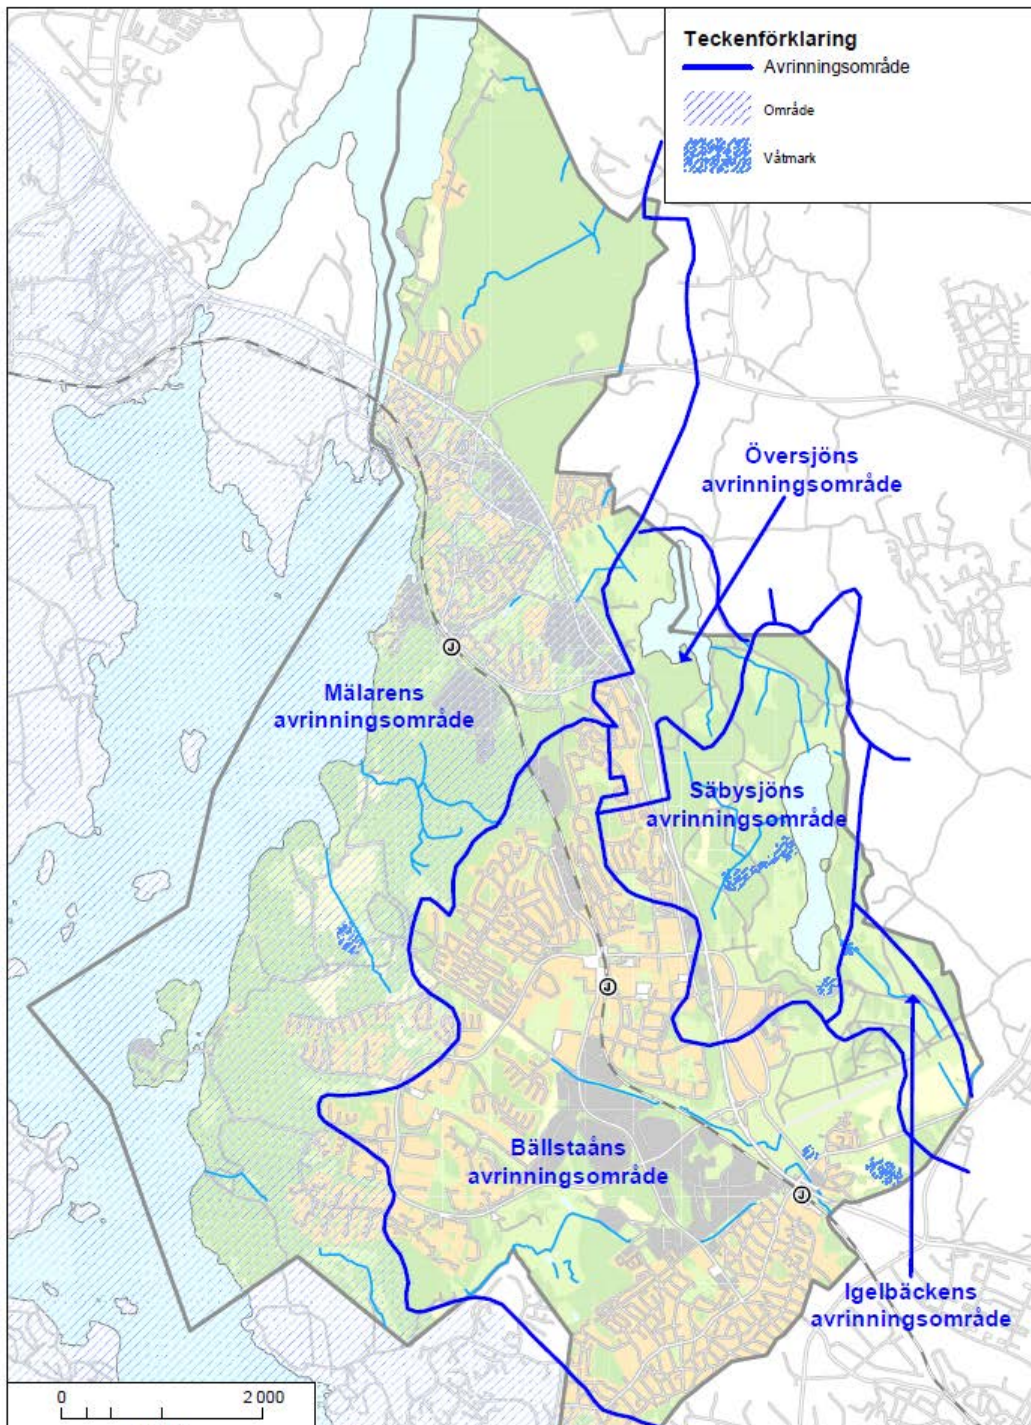 Teckenförklaring
Avrinningsområde
Område
Våtmark
Översjöns
avrinningsområde
J
Mälarens
avrinningsområde
Säbysjöns
avrinningsområde
J
Bällstaåns
avrinningsområde
J
Igelbäckens
avrinningsområde
0 2 000